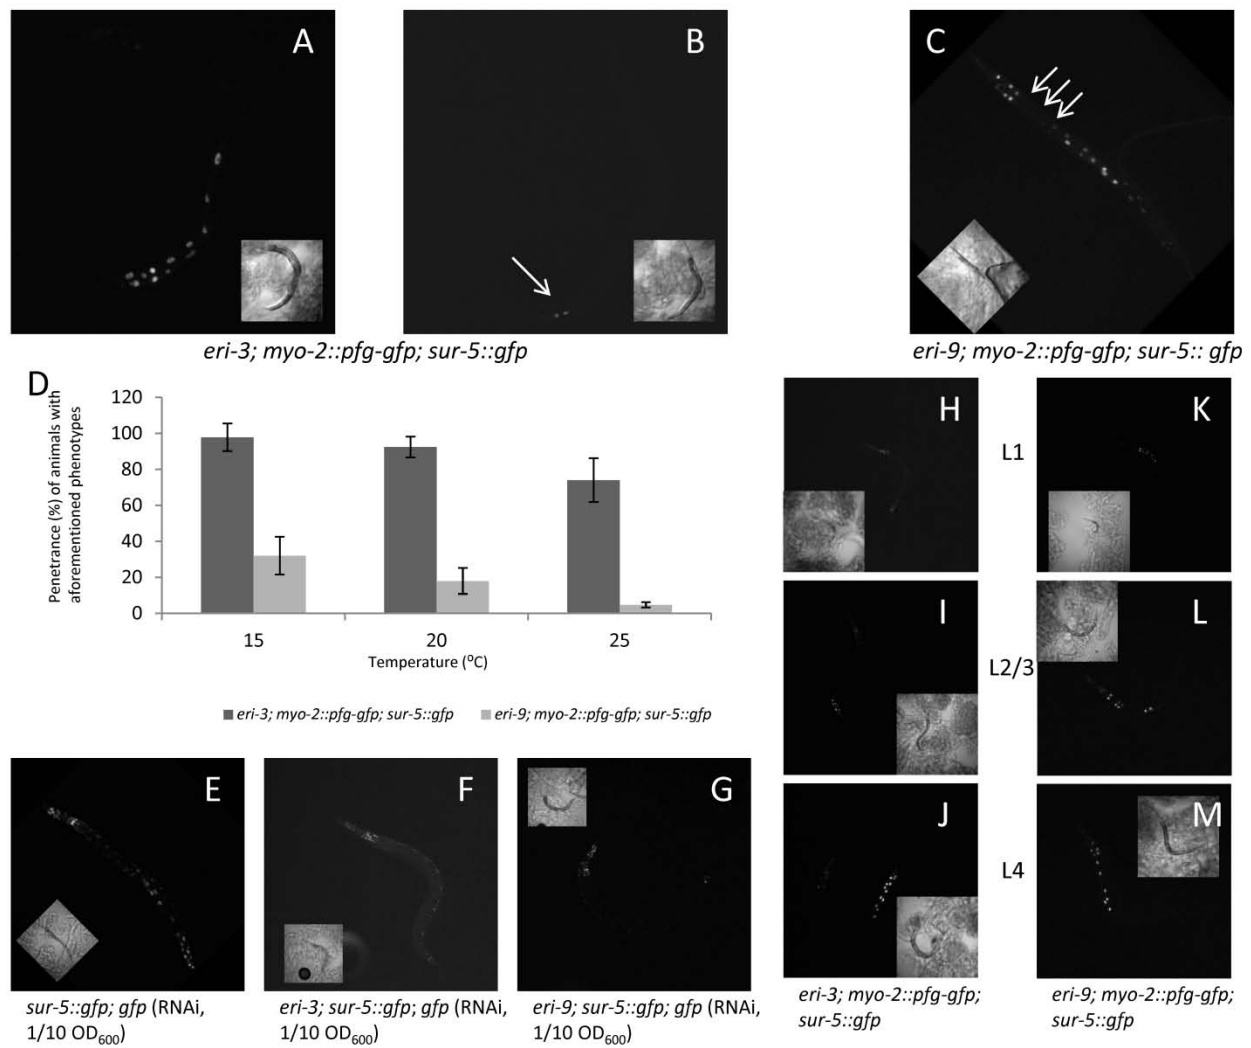 A
B
C
eri-3; myo-2::pfg-gfp; sur-5::gfp
eri-9; myo-2::pfg-gfp; sur-5:: gfp
D
Penetrance (%) of animals with
aforementioned phenotypes
120
100
80
60
40
20
0
15
20
25
Temperature (°C)
eri-3; myo-2::pfg-gfp; sur-5::gfp
eri-9; myo-2::pfg-gfp; sur-5::gfp
H
L1
K
I
L2/3
L
J
L4
M
eri-3; myo-2::pfg-gfp;
sur-5::gfp
eri-9; myo-2::pfg-gfp;
sur-5::gfp
E
F
G
sur-5::gfp; gfp (RNAi,
1/10 OD600)
eri-3; sur-5::gfp; gfp (RNAi,
1/10 OD600)
eri-9; sur-5::gfp; gfp (RNAi,
1/10 OD600)